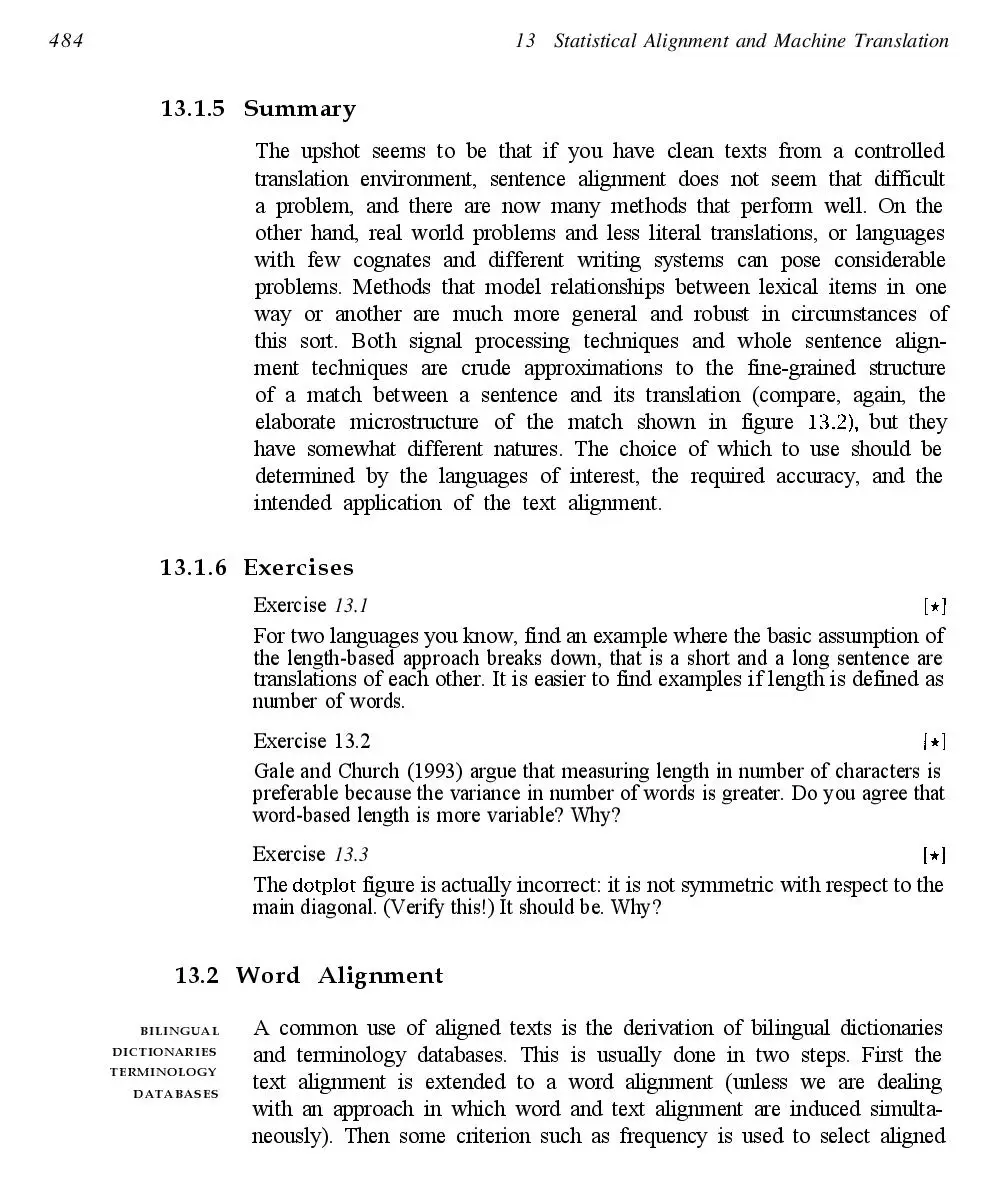 484
13 Statistical Alignment and Machine Translation
13.1.5 Summary
The upshot seems to be that if you have clean texts from a controlled
translation environment, sentence alignment does not seem that difficult
a problem, and there are now many methods that perform well. On the
other hand, real world problems and less literal translations, or languages
with few cognates and different writing systems can pose considerable
problems. Methods that model relationships between lexical items in one
way or another are much more general and robust in circumstances of
this sort. Both signal processing techniques and whole sentence align-
ment techniques are crude approximations to the fine-grained structure
of a match between a sentence and its translation (compare, again, the
elaborate microstructure of the match shown in figure 13.2), but they
have somewhat different natures. The choice of which to use should be
determined by the languages of interest, the required accuracy, and the
intended application of the text alignment.
13.1.6 Exercises
Exercise 13.1 [⋆]
For two languages you know, find an example where the basic assumption of
the length-based approach breaks down, that is a short and a long sentence are
translations of each other. It is easier to find examples if length is defined as
number of words.
Exercise 13.2 [⋆]
Gale and Church (1993) argue that measuring length in number of characters is
preferable because the variance in number of words is greater. Do you agree that
word-based length is more variable? Why?
Exercise 13.3 [⋆]
The dotplot figure is actually incorrect: it is not symmetric with respect to the
main diagonal. (Verify this!) It should be. Why?
13.2 Word Alignment
BILINGUAL
DICTIONARIES
TERMINOLOGY
DATABASES
A common use of aligned texts is the derivation of bilingual dictionaries
and terminology databases. This is usually done in two steps. First the
text alignment is extended to a word alignment (unless we are dealing
with an approach in which word and text alignment are induced simulta-
neously). Then some criterion such as frequency is used to select aligned